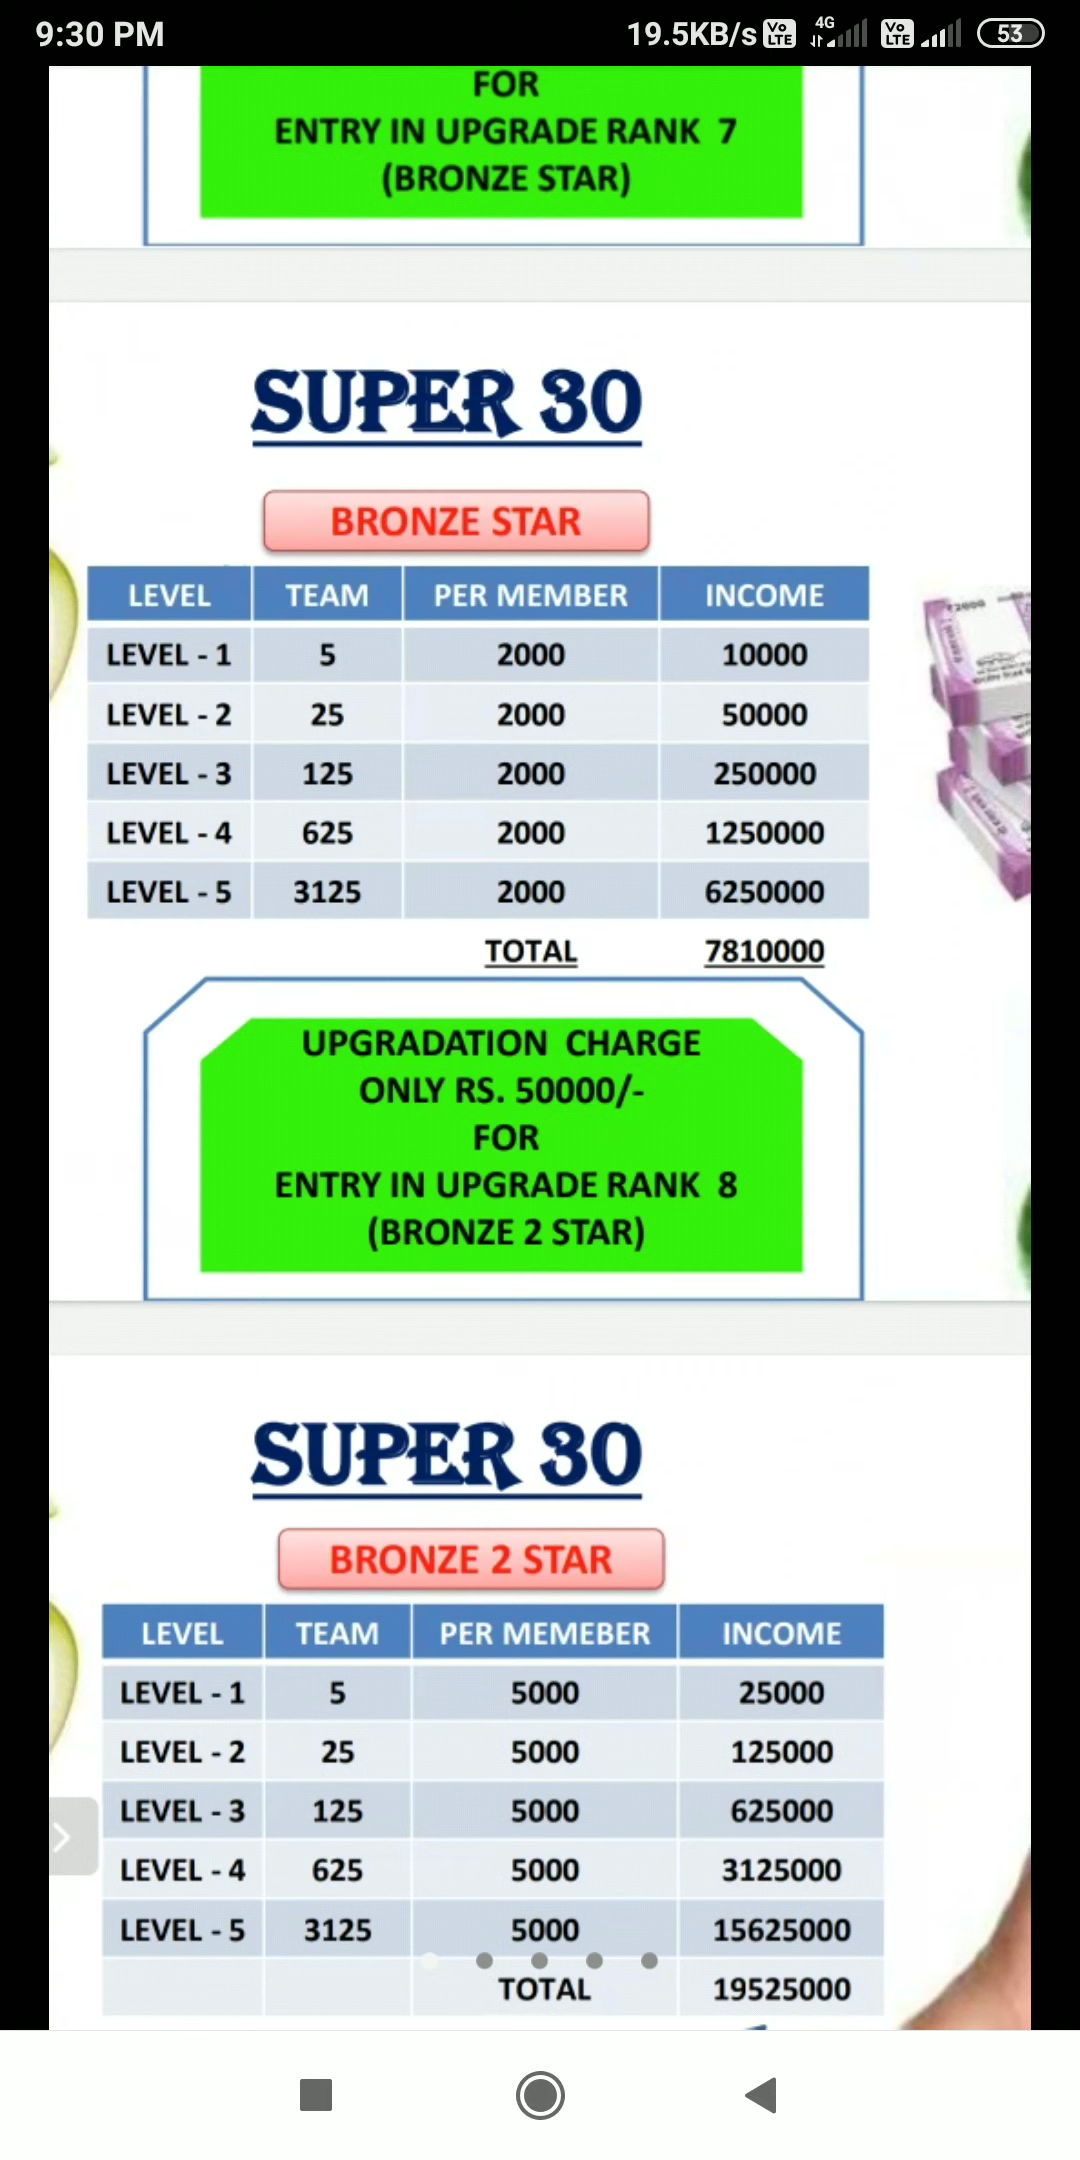 9:30 PM 19.5KB/s Vo LTE 4G Vo LTE 53
FOR
ENTRY IN UPGRADE RANK 7
(BRONZE STAR)
SUPER 30
BRONZE STAR
LEVEL TEAM PER MEMBER INCOME
LEVEL - 1 5 2000 10000
LEVEL - 2 25 2000 50000
LEVEL - 3 125 2000 250000
LEVEL - 4 625 2000 1250000
LEVEL - 5 3125 2000 6250000
TOTAL 7810000
UPGRADATION CHARGE
ONLY RS. 50000/-
FOR
ENTRY IN UPGRADE RANK 8
(BRONZE 2 STAR)
SUPER 30
BRONZE 2 STAR
LEVEL TEAM PER MEMEBER INCOME
LEVEL - 1 5 5000 25000
LEVEL - 2 25 5000 125000
LEVEL - 3 125 5000 625000
LEVEL - 4 625 5000 3125000
LEVEL - 5 3125 5000 15625000
TOTAL 19525000